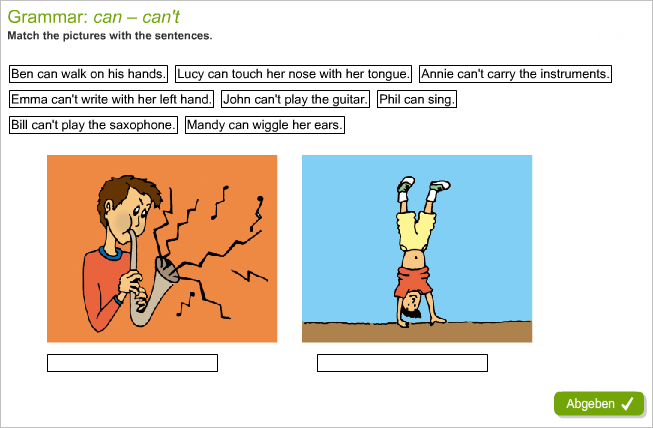 Grammar: can – can't
Match the pictures with the sentences.
Ben can walk on his hands. Lucy can touch her nose with her tongue. Annie can't carry the instruments.
Emma can't write with her left hand. John can't play the guitar. Phil can sing.
Bill can't play the saxophone. Mandy can wiggle her ears.
Abgeben